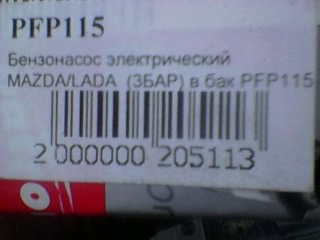 PFP115
Бензонасос электрический
MAZDA/LADA (3БАР) в бак PFP115
2 000000 205113